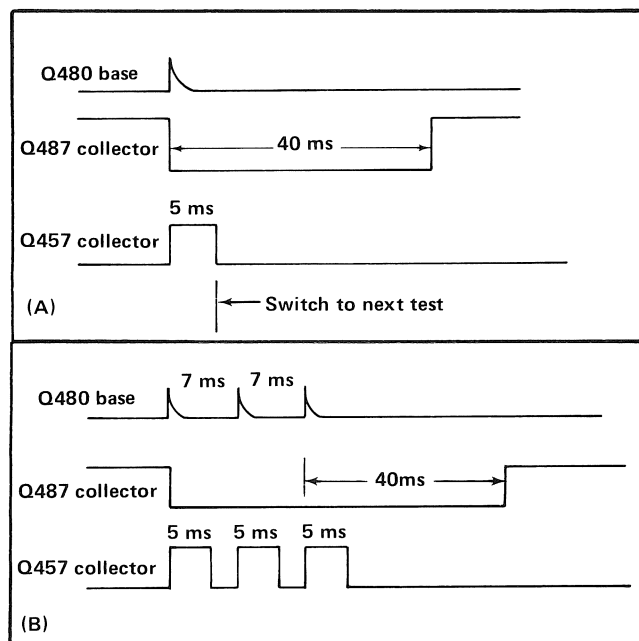 Q480 base
40 ms
Q487 collector
5 ms
Q457 collector
Switch to next test
(A)
7 ms 7 ms
Q480 base
40ms
Q487 collector
5 ms 5 ms 5 ms
Q457 collector
(B)